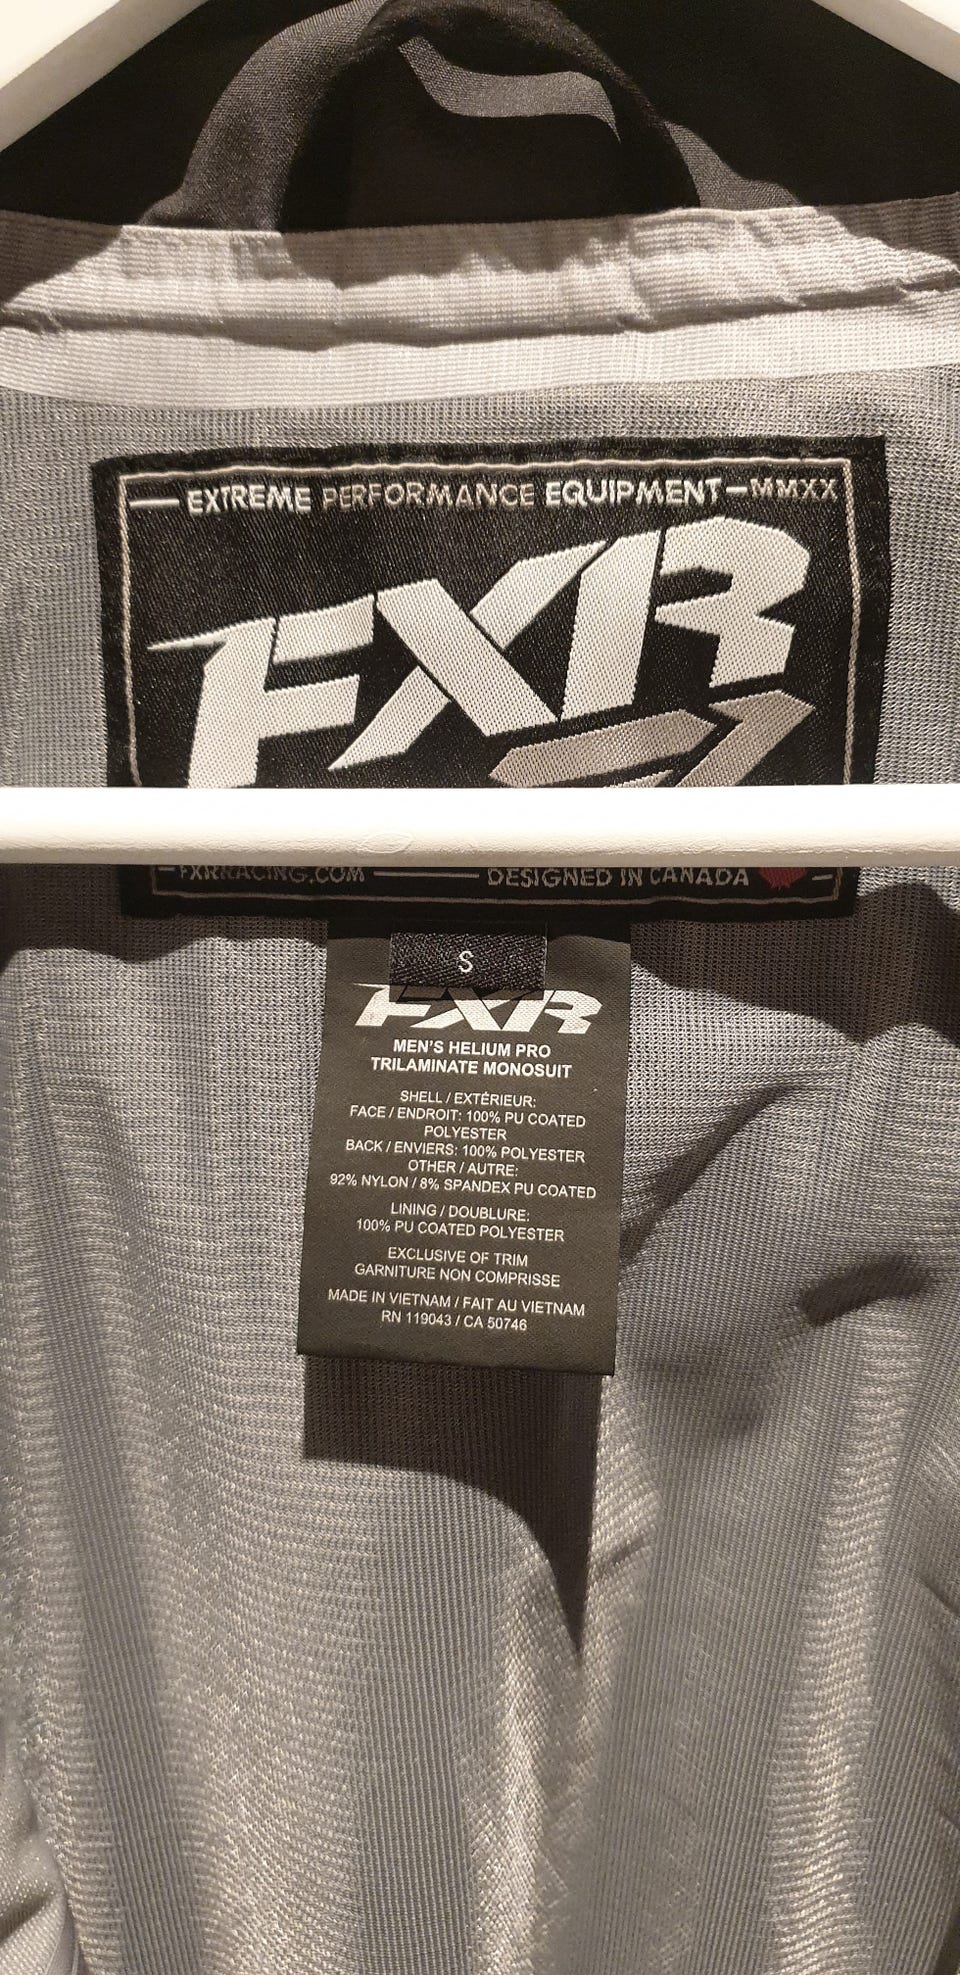 EXTREME PERFORMANCE EQUIPMENT—MMXX
FXR
FXRRACING.COM — DESIGNED IN CANADA
S
FXR
MEN'S HELIUM PRO
TRILAMINATE MONOSUIT
SHELL / EXTÉRIEUR:
FACE / ENDROIT: 100% PU COATED
POLYESTER
BACK / ENVIERS: 100% POLYESTER
OTHER / AUTRE:
92% NYLON / 8% SPANDEX PU COATED
LINING / DOUBLURE:
100% PU COATED POLYESTER
EXCLUSIVE OF TRIM
GARNITURE NON COMPRISSE
MADE IN VIETNAM / FAIT AU VIETNAM
RN 119043 / CA 50746